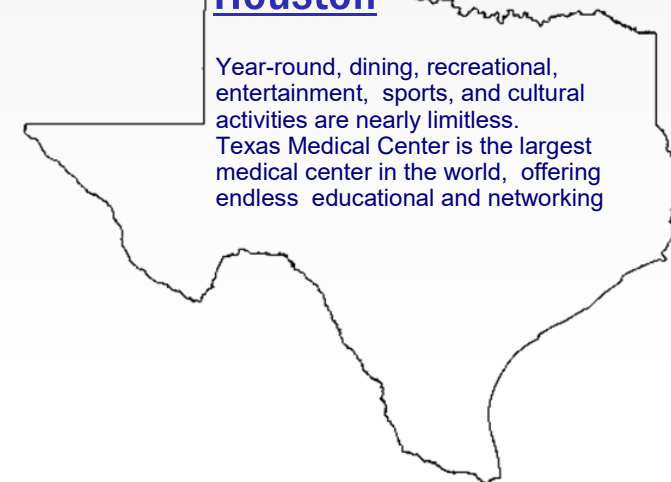 Houston
Year-round, dining, recreational,
entertainment,  sports, and cultural
activities are nearly limitless.
Texas Medical Center is the largest
medical center in the world,  offering
endless  educational and networking